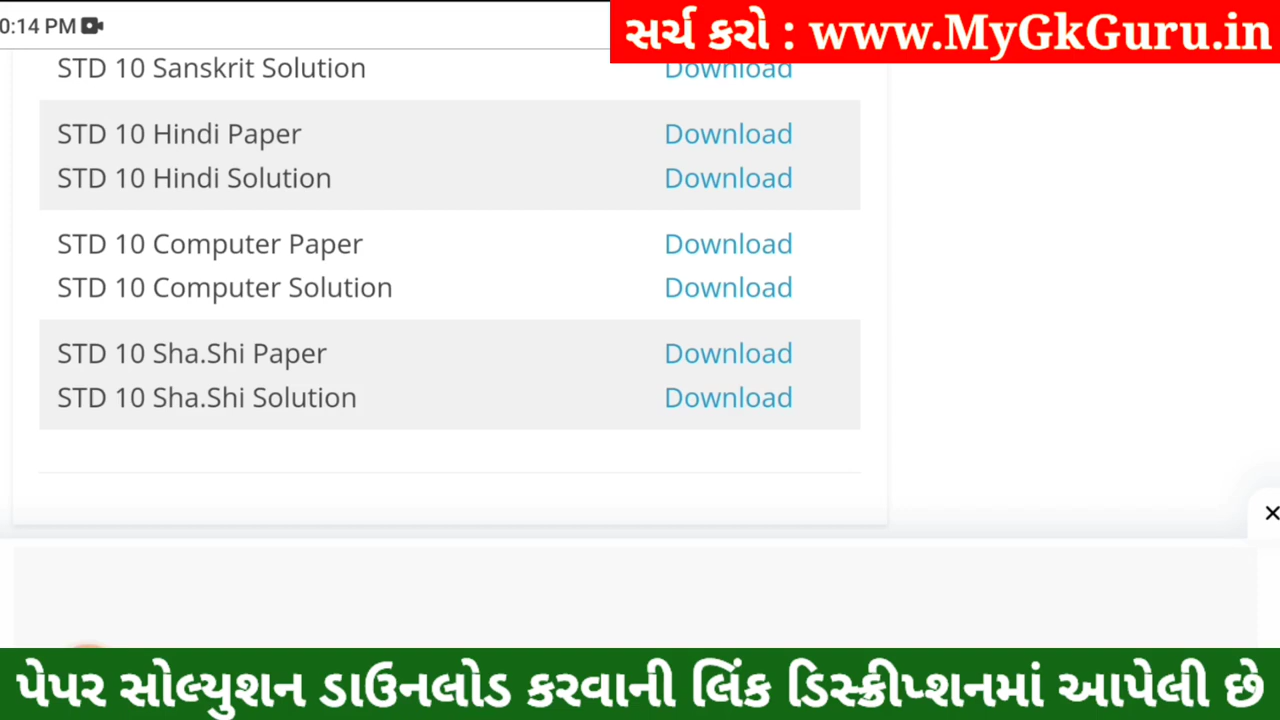 0:14 PM
સર્ચ કરો : www.MyGkGuru.in
STD 10 Sanskrit Solution Download
STD 10 Hindi Paper Download
STD 10 Hindi Solution Download
STD 10 Computer Paper Download
STD 10 Computer Solution Download
STD 10 Sha.Shi Paper Download
STD 10 Sha.Shi Solution Download
પેપર સોલ્યુશન ડાઉનલોડ કરવાની લિંક ડિસ્ક્રીપ્શનમાં આપેલી છે